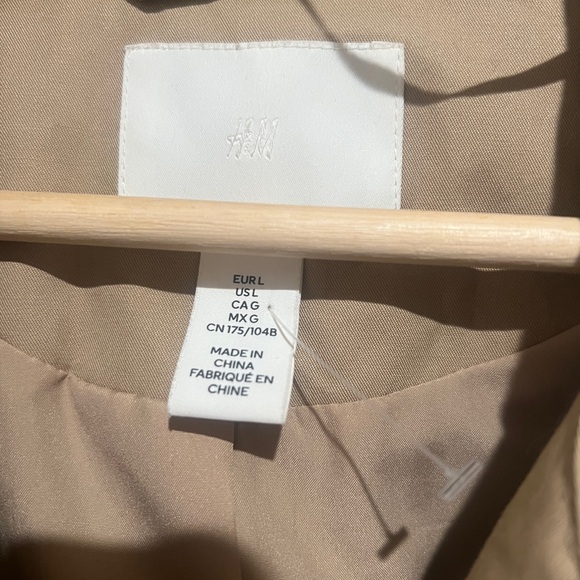 H&M
EUR L
US L
CA G
MX G
CN 175/104B
MADE IN
CHINA
FABRIQUÉ EN
CHINE